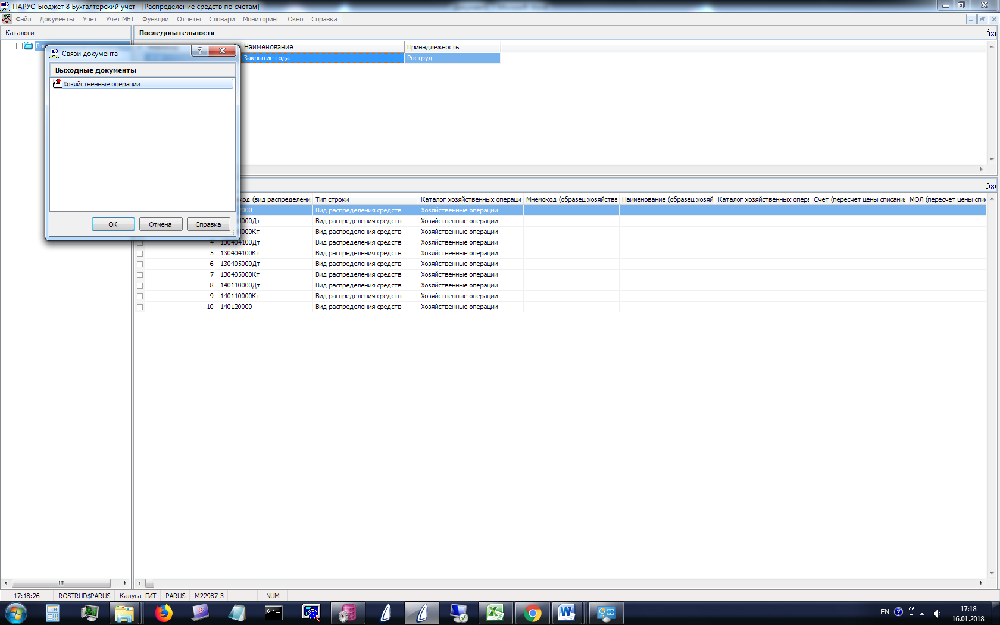 ПАРУС-Бюджет 8 Бухгалтерский учет - [Распределение средств по счетам]
Файл Документы Учёт Учет МБТ Функции Отчёты Словари Мониторинг Окно Справка
Каталоги
Последовательности
f(x)
Наименование Принадлежность
Закрытие года Роструд
Связи документа
?
Выходные документы
Хозяйственные операции
ОК Отмена Справка
f(x)
код (вид распределени Тип строки Каталог хозяйственных операци Мнемокод (образец хозяйстве Наименование (образец хозяй Каталог хозяйственных опера Счет (пересчет цены списани МОЛ (пересчет цены спис
000 Вид распределения средств Хозяйственные операции
000Дт Вид распределения средств Хозяйственные операции
000Кт Вид распределения средств Хозяйственные операции
4 130404100Дт Вид распределения средств Хозяйственные операции
5 130404100Кт Вид распределения средств Хозяйственные операции
6 130405000Дт Вид распределения средств Хозяйственные операции
7 130405000Кт Вид распределения средств Хозяйственные операции
8 140110000Дт Вид распределения средств Хозяйственные операции
9 140110000Кт Вид распределения средств Хозяйственные операции
10 140120000 Вид распределения средств Хозяйственные операции
17:18:26 ROSTRUD$PARUS Калуга_ГИТ PARUS M22987-3 NUM
EN 17:18
16.01.2018